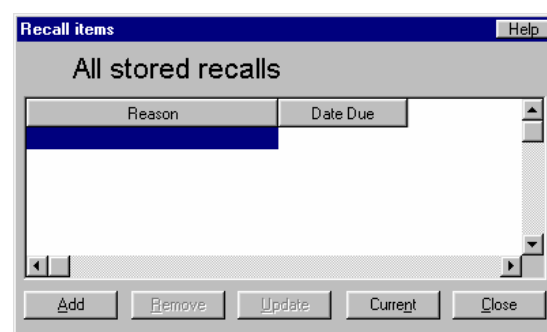 Recall items Help
All stored recalls
Reason Date Due
Add Remove Update Current Close